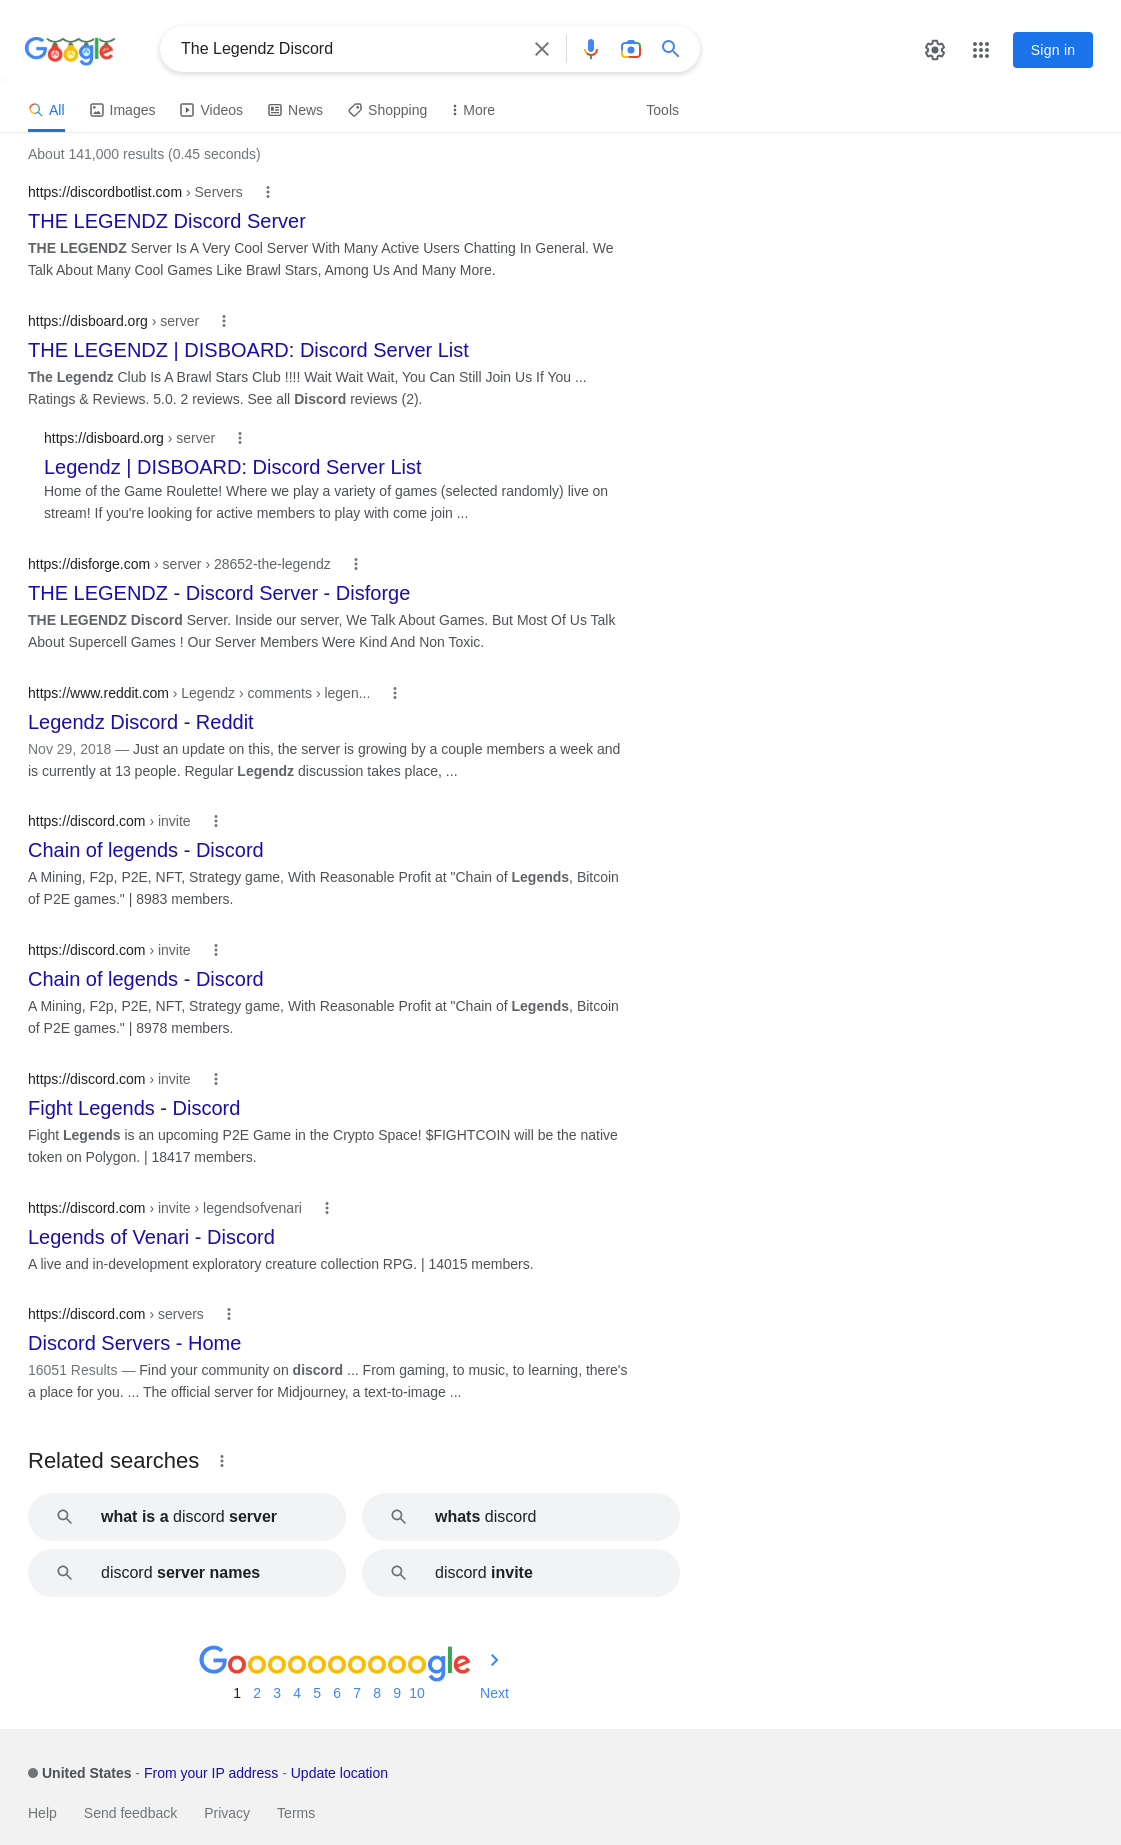 Google
The Legendz Discord
Sign in
All Images Videos News Shopping More Tools
About 141,000 results (0.45 seconds)
https://discordbotlist.com › Servers
THE LEGENDZ Discord Server
THE LEGENDZ Server Is A Very Cool Server With Many Active Users Chatting In General. We
Talk About Many Cool Games Like Brawl Stars, Among Us And Many More.
https://disboard.org › server
THE LEGENDZ | DISBOARD: Discord Server List
The Legendz Club Is A Brawl Stars Club !!!! Wait Wait Wait, You Can Still Join Us If You ...
Ratings & Reviews. 5.0. 2 reviews. See all Discord reviews (2).
https://disboard.org › server
Legendz | DISBOARD: Discord Server List
Home of the Game Roulette! Where we play a variety of games (selected randomly) live on
stream! If you're looking for active members to play with come join ...
https://disforge.com › server › 28652-the-legendz
THE LEGENDZ - Discord Server - Disforge
THE LEGENDZ Discord Server. Inside our server, We Talk About Games. But Most Of Us Talk
About Supercell Games ! Our Server Members Were Kind And Non Toxic.
https://www.reddit.com › Legendz › comments › legen...
Legendz Discord - Reddit
Nov 29, 2018 — Just an update on this, the server is growing by a couple members a week and
is currently at 13 people. Regular Legendz discussion takes place, ...
https://discord.com › invite
Chain of legends - Discord
A Mining, F2p, P2E, NFT, Strategy game, With Reasonable Profit at "Chain of Legends, Bitcoin
of P2E games." | 8983 members.
https://discord.com › invite
Chain of legends - Discord
A Mining, F2p, P2E, NFT, Strategy game, With Reasonable Profit at "Chain of Legends, Bitcoin
of P2E games." | 8978 members.
https://discord.com › invite
Fight Legends - Discord
Fight Legends is an upcoming P2E Game in the Crypto Space! $FIGHTCOIN will be the native
token on Polygon. | 18417 members.
https://discord.com › invite › legendsofvenari
Legends of Venari - Discord
A live and in-development exploratory creature collection RPG. | 14015 members.
https://discord.com › servers
Discord Servers - Home
16051 Results — Find your community on discord ... From gaming, to music, to learning, there's
a place for you. ... The official server for Midjourney, a text-to-image ...
Related searches
what is a discord server
whats discord
discord server names
discord invite
Goooooooooogle
1 2 3 4 5 6 7 8 9 10 Next
United States - From your IP address - Update location
Help Send feedback Privacy Terms